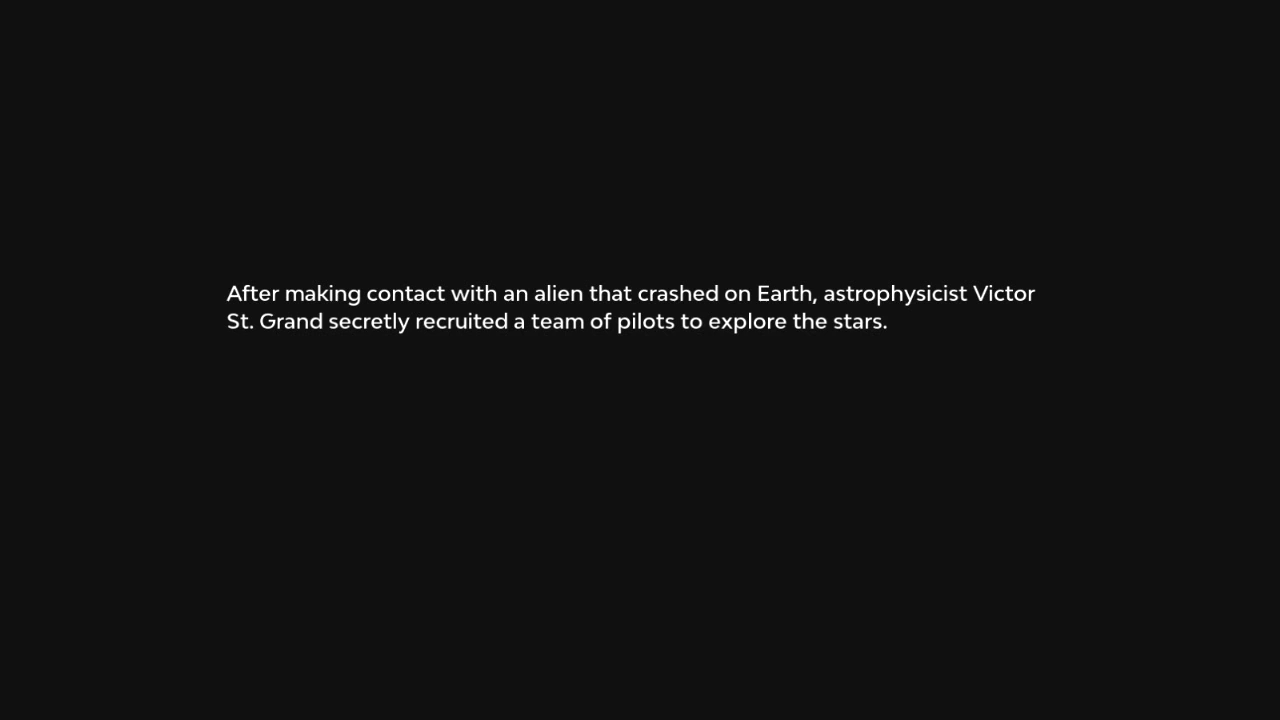 After making contact with an alien that crashed on Earth, astrophysicist Victor
St. Grand secretly recruited a team of pilots to explore the stars.